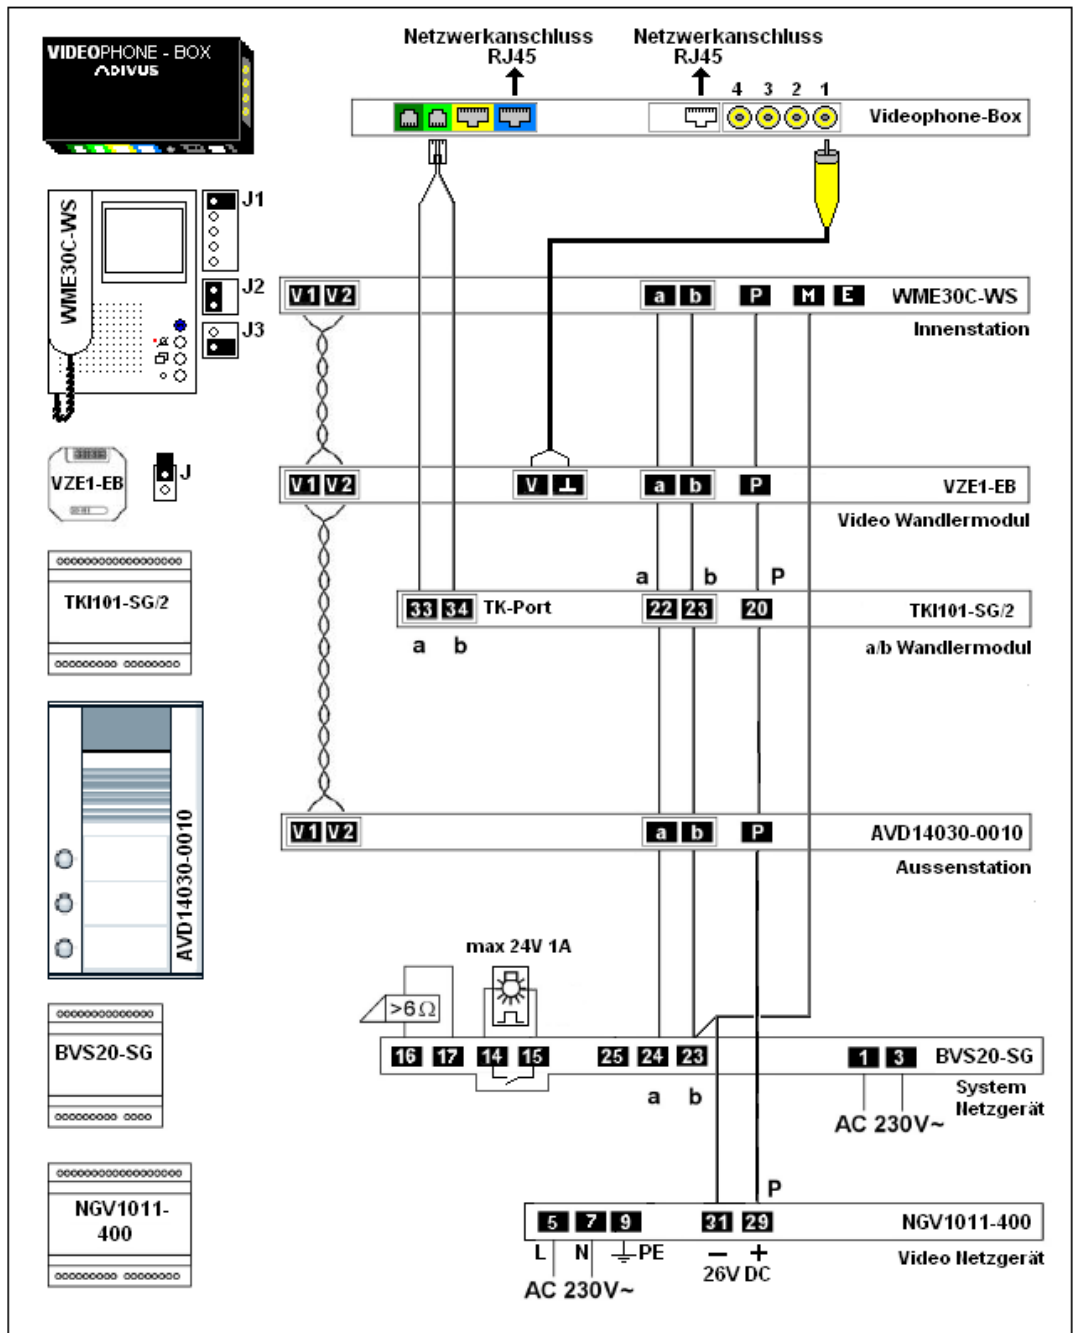 Netzwerkanschluss
RJ45
Netzwerkanschluss
RJ45
VIDEOPHONE - BOX
DIVUS
4 3 2 1
Videophone-Box
WME30C-WS
J1
J2
J3
V1 V2 a b P M E WME30C-WS
Innenstation
VZE1-EB
J
V1 V2 V ⊥ a b P VZE1-EB
Video Wandlermodul
a b P
TKI101-SG/2
33 34 TK-Port 22 23 20 TKI101-SG/2
a b a/b Wandlermodul
AVD14030-0010
V1 V2 a b P AVD14030-0010
Aussenstation
max 24V 1A
>6Ω
BVS20-SG
16 17 14 15 25 24 23 1 3 BVS20-SG
a b
System
Netzgerät
AC 230V~
P
NGV1011-
400
5 7 9 31 29 NGV1011-400
L N PE − + Video Netzgerät
26V DC
AC 230V~